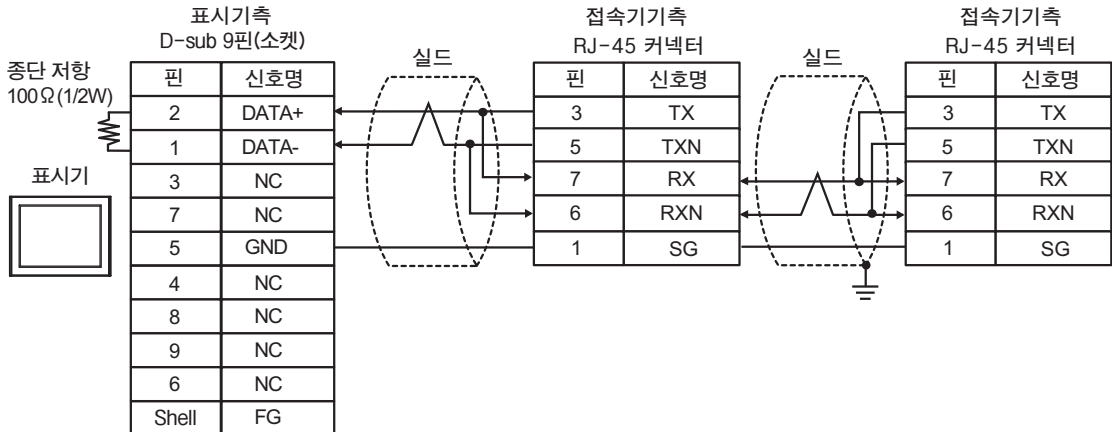 표시기측
D-sub 9핀(소켓)
종단 저항
100Ω(1/2W)
표시기
핀 신호명
2 DATA+
1 DATA-
3 NC
7 NC
5 GND
4 NC
8 NC
9 NC
6 NC
Shell FG
실드
접속기기측
RJ-45 커넥터
핀 신호명
3 TX
5 TXN
7 RX
6 RXN
1 SG
실드
접속기기측
RJ-45 커넥터
핀 신호명
3 TX
5 TXN
7 RX
6 RXN
1 SG